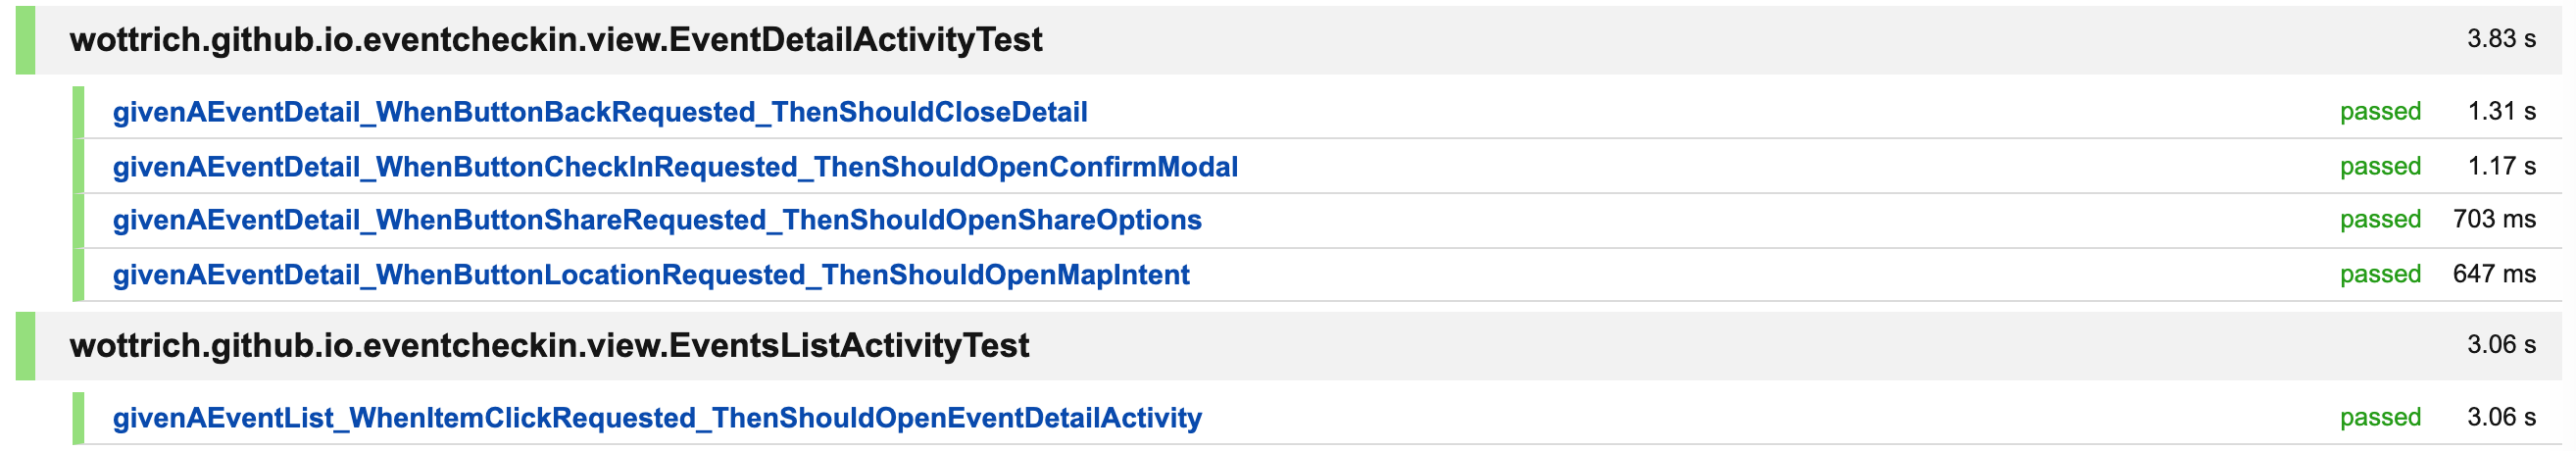 wottrich.github.io.eventcheckin.view.EventDetailActivityTest 3.83 s
givenAEventDetail_WhenButtonBackRequested_ThenShouldCloseDetail passed 1.31 s
givenAEventDetail_WhenButtonCheckInRequested_ThenShouldOpenConfirmModal passed 1.17 s
givenAEventDetail_WhenButtonShareRequested_ThenShouldOpenShareOptions passed 703 ms
givenAEventDetail_WhenButtonLocationRequested_ThenShouldOpenMapIntent passed 647 ms
wottrich.github.io.eventcheckin.view.EventsListActivityTest 3.06 s
givenAEventList_WhenItemClickRequested_ThenShouldOpenEventDetailActivity passed 3.06 s